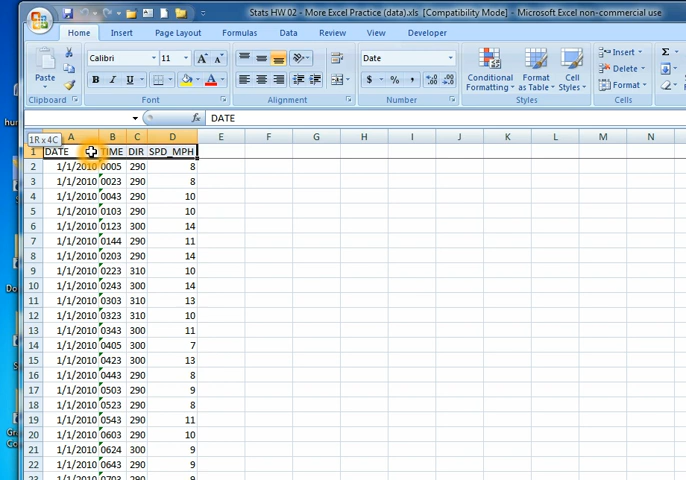 Stats HW 02 - More Excel Practice (data).xls [Compatibility Mode] - Microsoft Excel non-commercial use
Home Insert Page Layout Formulas Data Review View Developer
Calibri 11 A A Date Insert Σ
Paste B I U A $ % , Conditional Formatting Format as Table Cell Styles Delete
Format
Clipboard Font Alignment Number Styles Cells
fx DATE
1R x 4C A B C D E F G H I J K L M N
1 DATE TIME DIR SPD_MPH
2 1/1/2010 0005 290 8
3 1/1/2010 0023 290 8
4 1/1/2010 0043 290 10
5 1/1/2010 0103 290 10
6 1/1/2010 0123 300 14
7 1/1/2010 0144 290 11
8 1/1/2010 0203 290 14
9 1/1/2010 0223 310 10
10 1/1/2010 0243 300 14
11 1/1/2010 0303 310 13
12 1/1/2010 0323 310 10
13 1/1/2010 0343 300 11
14 1/1/2010 0405 300 7
15 1/1/2010 0423 300 13
16 1/1/2010 0443 290 8
17 1/1/2010 0503 290 9
18 1/1/2010 0523 290 8
19 1/1/2010 0543 290 11
20 1/1/2010 0603 290 10
21 1/1/2010 0624 300 9
22 1/1/2010 0643 290 9
23 1/1/2010 0703 290 9